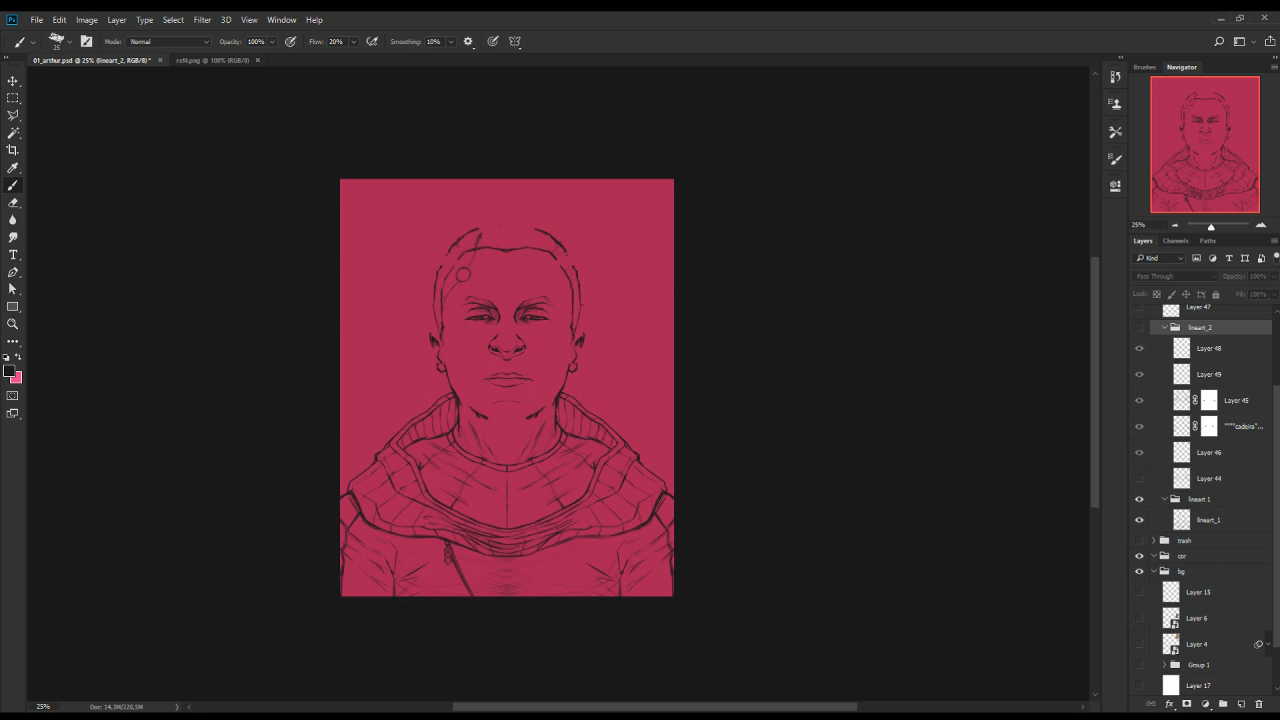 Ps File Edit Image Layer Type Select Filter 3D View Window Help
25 Mode: Normal Opacity: 100% Flow: 20% Smoothing: 10%
01_arthur.psd @ 25% (lineart_2, RGB/8) * × ref4.png @ 100% (RGB/8) ×
Brushes Navigator
25%
Layers Channels Paths
Kind
Pass Through Opacity: 100%
Lock: Fill: 100%
Layer 47
lineart_2
Layer 48
Layer 49
Layer 45
""""cadeira"...
Layer 46
Layer 44
lineart 1
lineart_1
trash
cor
bg
Layer 15
Layer 6
Layer 4
Group 1
Layer 17
25% Doc: 14,3M/220,5M
fx